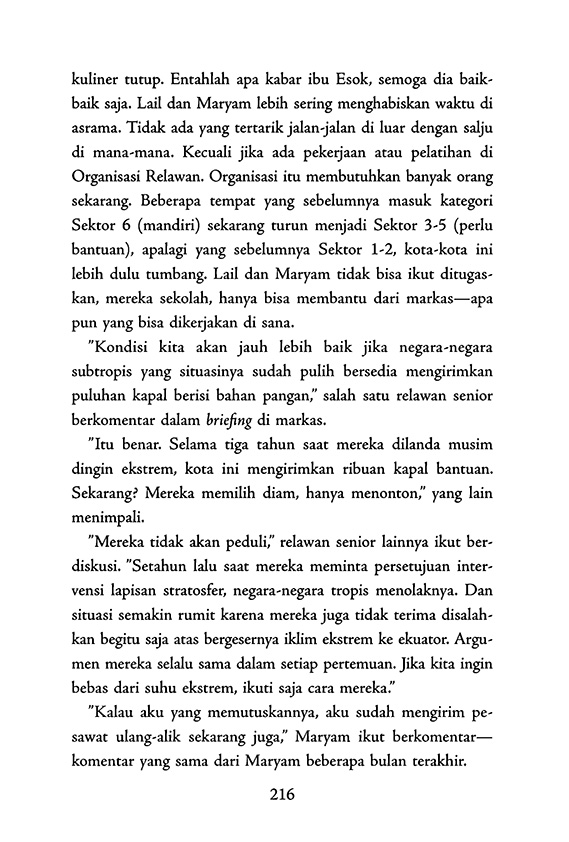 kuliner tutup. Entahlah apa kabar ibu Esok, semoga dia baik-
baik saja. Lail dan Maryam lebih sering menghabiskan waktu di
asrama. Tidak ada yang tertarik jalan-jalan di luar dengan salju
di mana-mana. Kecuali jika ada pekerjaan atau pelatihan di
Organisasi Relawan. Organisasi itu membutuhkan banyak orang
sekarang. Beberapa tempat yang sebelumnya masuk kategori
Sektor 6 (mandiri) sekarang turun menjadi Sektor 3-5 (perlu
bantuan), apalagi yang sebelumnya Sektor 1-2, kota-kota ini
lebih dulu tumbang. Lail dan Maryam tidak bisa ikut ditugas-
kan, mereka sekolah, hanya bisa membantu dari markas—apa
pun yang bisa dikerjakan di sana.
”Kondisi kita akan jauh lebih baik jika negara-negara
subtropis yang situasinya sudah pulih bersedia mengirimkan
puluhan kapal berisi bahan pangan,” salah satu relawan senior
berkomentar dalam briefing di markas.
”Itu benar. Selama tiga tahun saat mereka dilanda musim
dingin ekstrem, kota ini mengirimkan ribuan kapal bantuan.
Sekarang? Mereka memilih diam, hanya menonton,” yang lain
menimpali.
”Mereka tidak akan peduli,” relawan senior lainnya ikut ber-
diskusi. ”Setahun lalu saat mereka meminta persetujuan inter-
vensi lapisan stratosfer, negara-negara tropis menolaknya. Dan
situasi semakin rumit karena mereka juga tidak terima disalah-
kan begitu saja atas bergesernya iklim ekstrem ke ekuator. Argu-
men mereka selalu sama dalam setiap pertemuan. Jika kita ingin
bebas dari suhu ekstrem, ikuti saja cara mereka.”
”Kalau aku yang memutuskannya, aku sudah mengirim pe-
sawat ulang-alik sekarang juga,” Maryam ikut berkomentar—
komentar yang sama dari Maryam beberapa bulan terakhir.
216